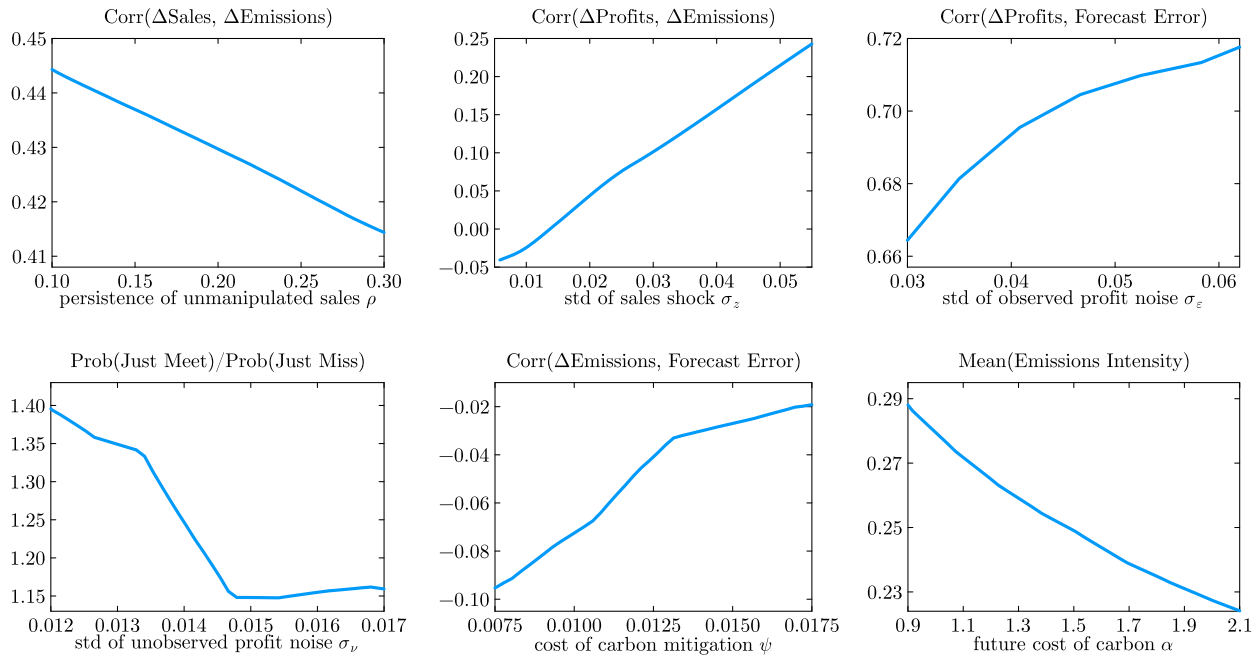 Corr(ΔSales, ΔEmissions)
0.45
0.44
0.43
0.42
0.41
0.10 0.15 0.20 0.25 0.30
persistence of unmanipulated sales ρ
Corr(ΔProfits, ΔEmissions)
0.25
0.20
0.15
0.10
0.05
0.00
−0.05
0.01 0.02 0.03 0.04 0.05
std of sales shock σz
Corr(ΔProfits, Forecast Error)
0.72
0.70
0.68
0.66
0.03 0.04 0.05 0.06
std of observed profit noise σε
Prob(Just Meet)/Prob(Just Miss)
1.40
1.35
1.30
1.25
1.20
1.15
0.012 0.013 0.014 0.015 0.016 0.017
std of unobserved profit noise σν
Corr(ΔEmissions, Forecast Error)
−0.02
−0.04
−0.06
−0.08
−0.10
0.0075 0.0100 0.0125 0.0150 0.0175
cost of carbon mitigation ψ
Mean(Emissions Intensity)
0.29
0.27
0.25
0.23
0.9 1.1 1.3 1.5 1.7 1.9 2.1
future cost of carbon α